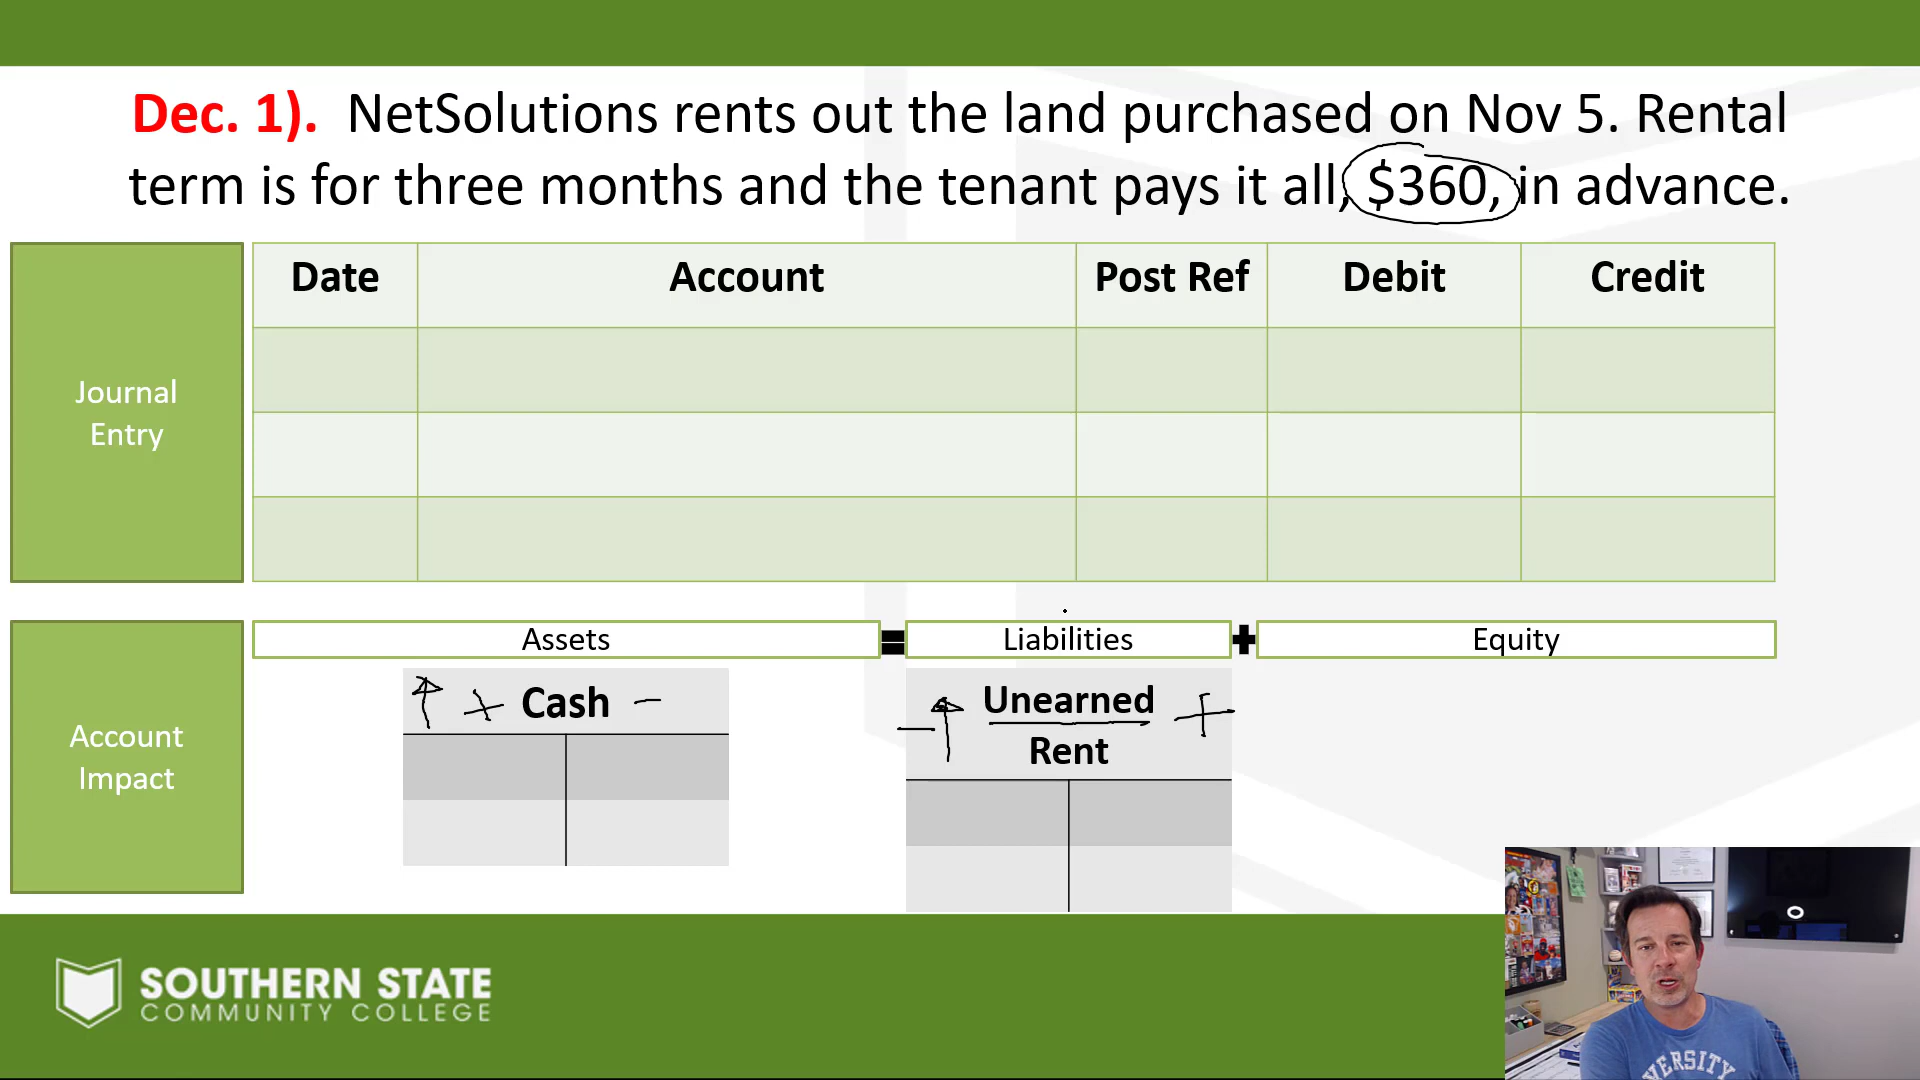 Dec. 1). NetSolutions rents out the land purchased on Nov 5. Rental
term is for three months and the tenant pays it all, $360, in advance.
Journal
Entry
Date Account Post Ref Debit Credit
Assets = Liabilities + Equity
Account
Impact
+ Cash -
- Unearned +
Rent
SOUTHERN STATE
COMMUNITY COLLEGE
VERSITY